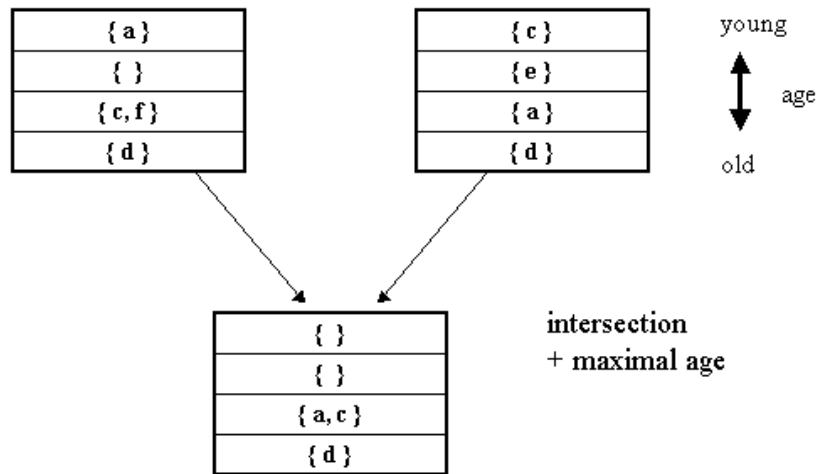 { a }
{ }
{ c, f }
{ d }
{ c }
{ e }
{ a }
{ d }
young
age
old
{ }
{ }
{ a, c }
{ d }
intersection
+ maximal age